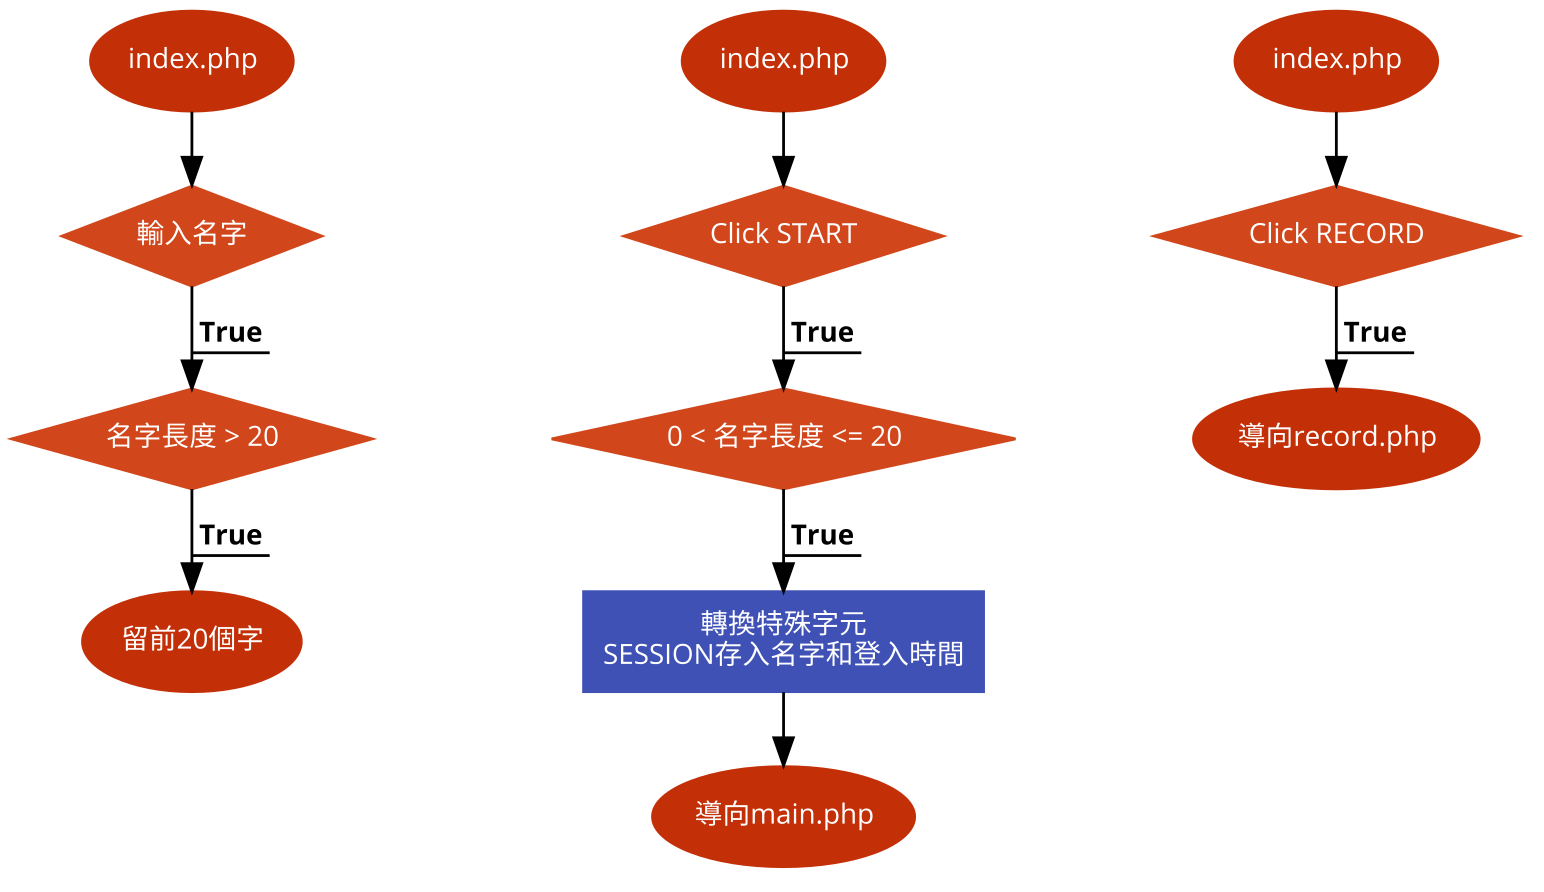 index.php
輸入名字
True
名字長度 > 20
True
留前20個字
index.php
Click START
True
0 < 名字長度 <= 20
True
轉換特殊字元
SESSION存入名字和登入時間
導向main.php
index.php
Click RECORD
True
導向record.php